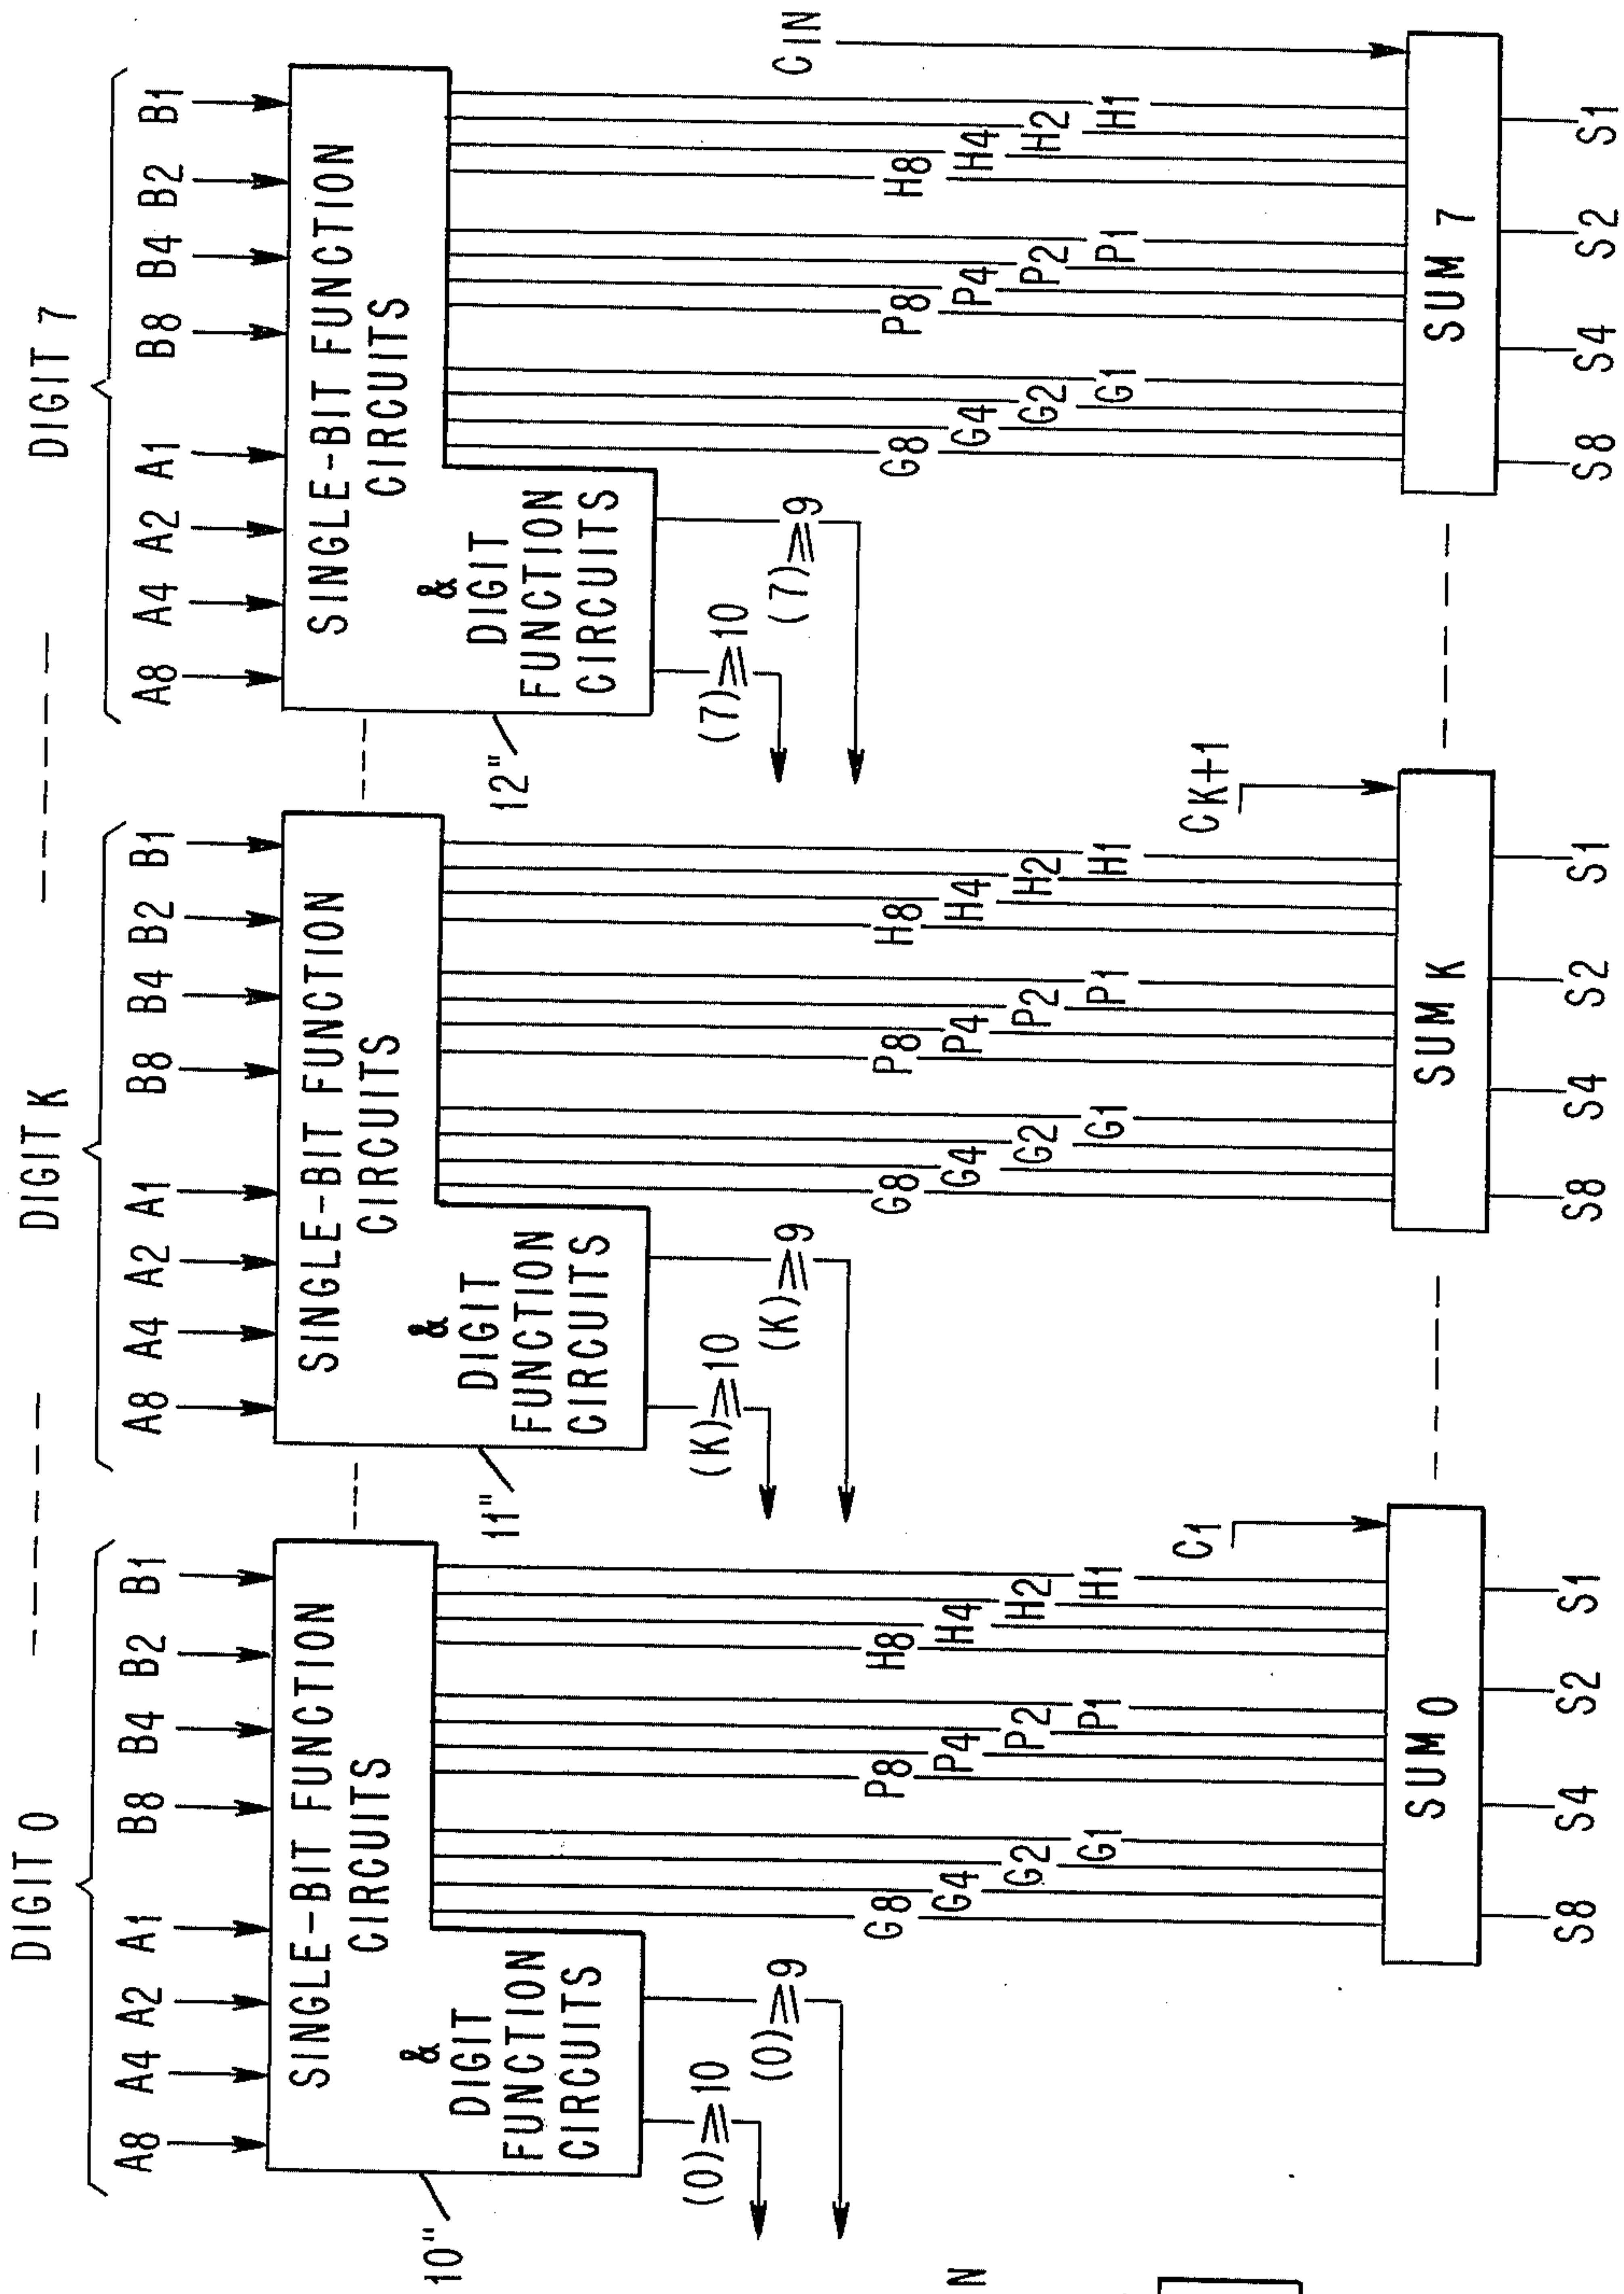 DIGIT 0
A8 A4 A2 A1 B8 B4 B2 B1
SINGLE-BIT FUNCTION
CIRCUITS
&
DIGIT
FUNCTION
CIRCUITS
10"
(0)≥10
(0)≥9
G8 G4 G2 G1
P8 P4 P2 P1
H8 H4 H2 H1
C1
SUM 0
S8 S4 S2 S1
DIGIT K
A8 A4 A2 A1 B8 B4 B2 B1
SINGLE-BIT FUNCTION
CIRCUITS
&
DIGIT
FUNCTION
CIRCUITS
11"
(K)≥10
(K)≥9
G8 G4 G2 G1
P8 P4 P2 P1
H8 H4 H2 H1
CK+1
SUM K
S8 S4 S2 S1
DIGIT 7
A8 A4 A2 A1 B8 B4 B2 B1
SINGLE-BIT FUNCTION
CIRCUITS
&
DIGIT
FUNCTION
CIRCUITS
12"
(7)≥10
(7)≥9
G8 G4 G2 G1
P8 P4 P2 P1
H8 H4 H2 H1
CIN
SUM 7
S8 S4 S2 S1
N